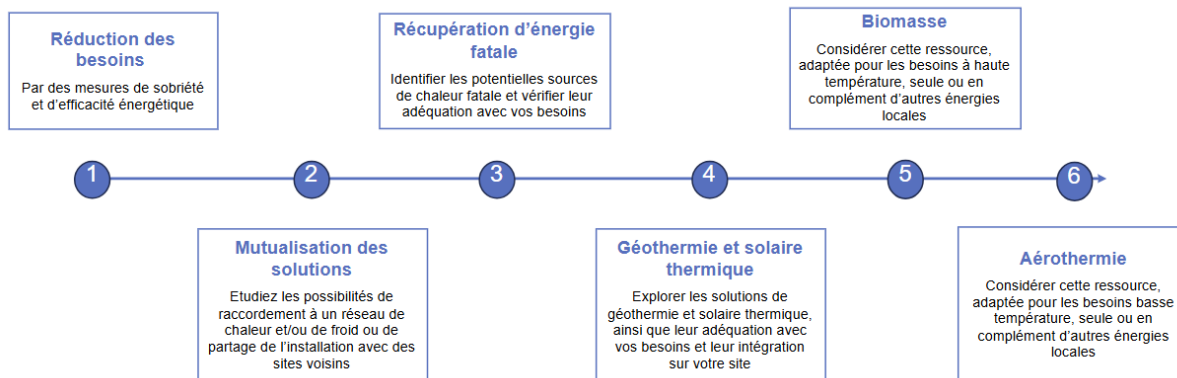 Réduction des
besoins
Par des mesures de sobriété
et d'efficacité énergétique
Récupération d'énergie
fatale
Identifier les potentielles sources
de chaleur fatale et vérifier leur
adéquation avec vos besoins
Biomasse
Considérer cette ressource,
adaptée pour les besoins à haute
température, seule ou en
complément d'autres énergies
locales
1
2
3
4
5
6
Mutualisation des
solutions
Etudiez les possibilités de
raccordement à un réseau de
chaleur et/ou de froid ou de
partage de l'installation avec des
sites voisins
Géothermie et solaire
thermique
Explorer les solutions de
géothermie et solaire thermique,
ainsi que leur adéquation avec
vos besoins et leur intégration
sur votre site
Aérothermie
Considérer cette ressource,
adaptée pour les besoins basse
température, seule ou en
complément d'autres énergies
locales